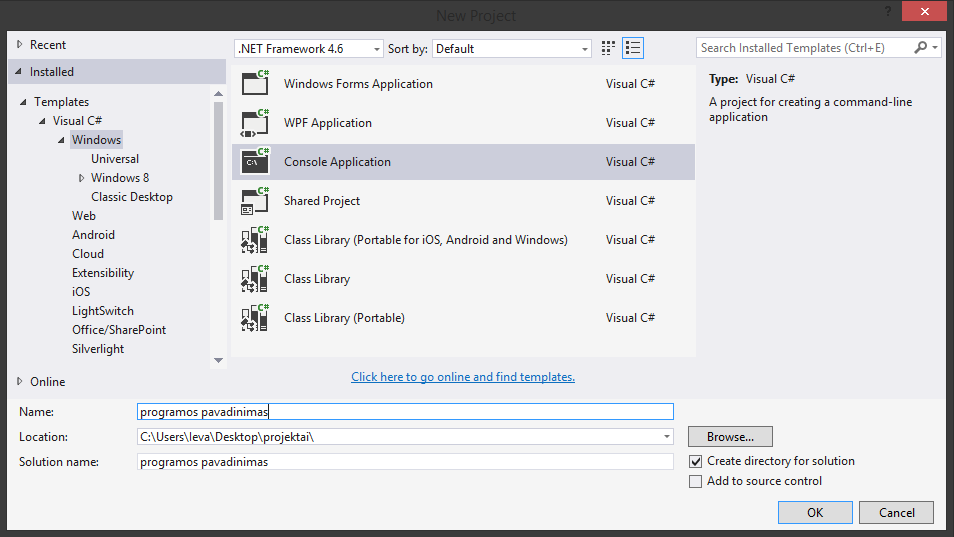 New Project
?
Recent
Installed
Templates
Visual C#
Windows
Universal
Windows 8
Classic Desktop
Web
Android
Cloud
Extensibility
iOS
LightSwitch
Office/SharePoint
Silverlight
Online
.NET Framework 4.6 Sort by: Default
C# Windows Forms Application Visual C#
C# WPF Application Visual C#
C# C:\ Console Application Visual C#
C# Shared Project Visual C#
C# Class Library (Portable for iOS, Android and Windows) Visual C#
C# Class Library Visual C#
C# Class Library (Portable) Visual C#
Click here to go online and find templates.
Search Installed Templates (Ctrl+E)
Type: Visual C#
A project for creating a command-line
application
Name: programos pavadinimas
Location: C:\Users\Ieva\Desktop\projektai\ Browse...
Solution name: programos pavadinimas
Create directory for solution
Add to source control
OK Cancel